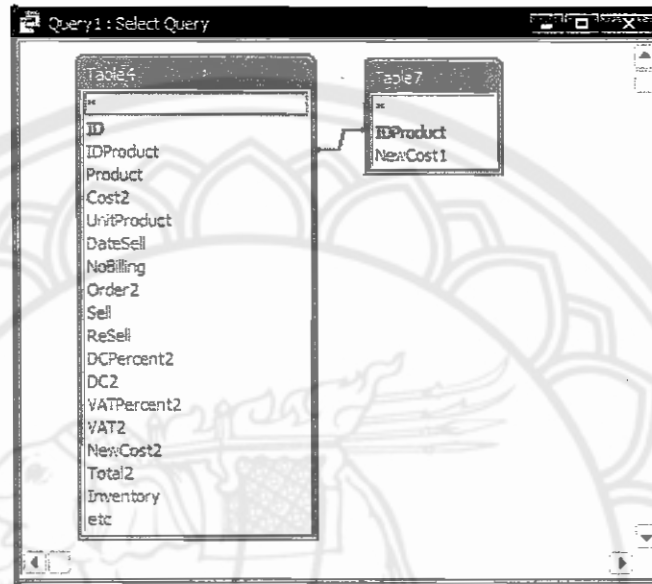 Query1 : Select Query
Table4
*
ID
IDProduct
Product
Cost2
UnitProduct
DateSell
NoBilling
Order2
Sell
ReSell
DCPercent2
DC2
VATPercent2
VAT2
NewCost2
Total2
Inventory
etc
Table7
*
IDProduct
NewCost1